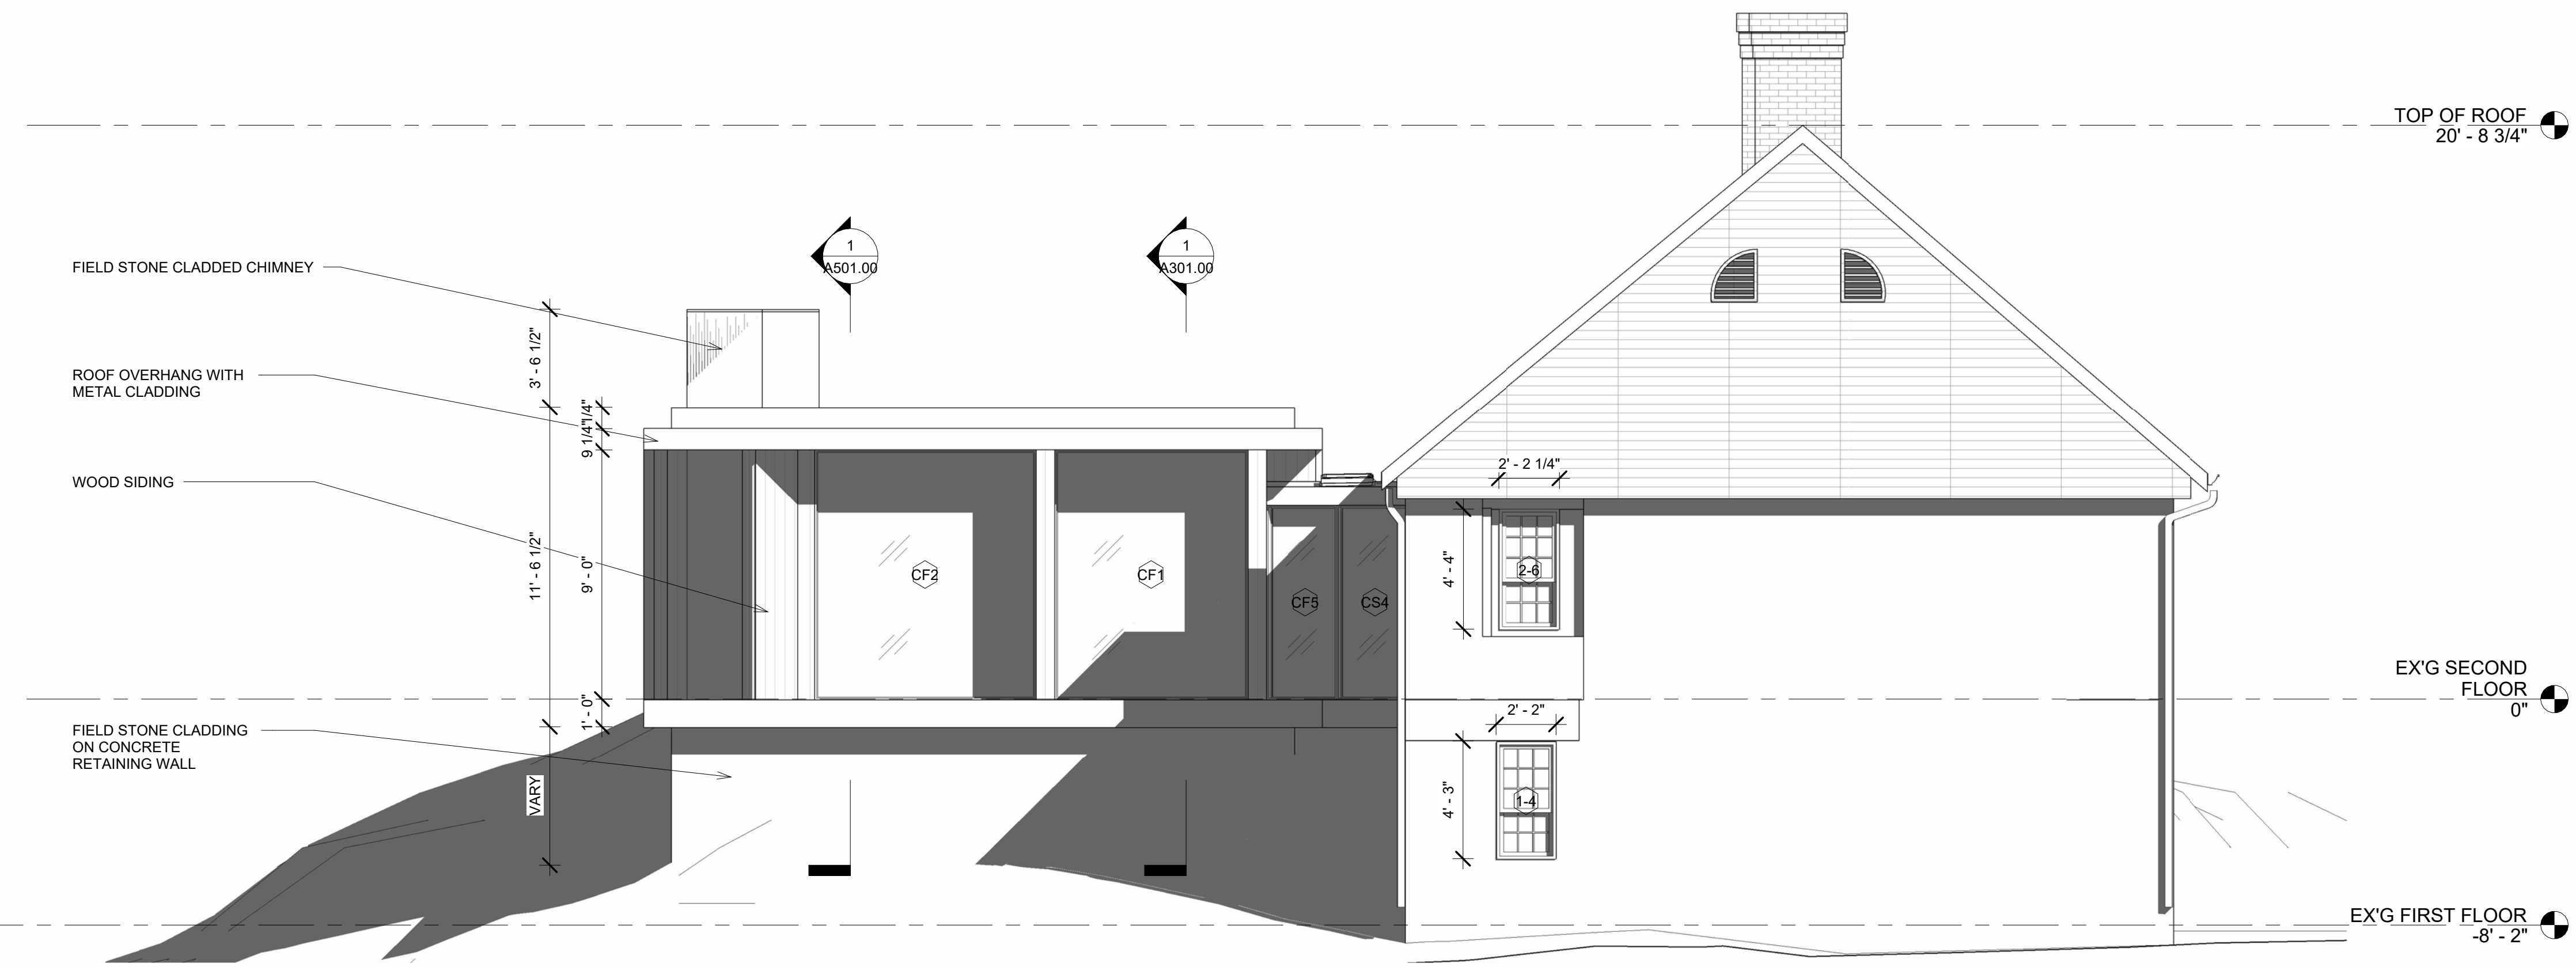 TOP OF ROOF
20' - 8 3/4"
1
A501.00
1
A301.00
FIELD STONE CLADDED CHIMNEY
3' - 6 1/2"
ROOF OVERHANG WITH
METAL CLADDING
9 1/4"
1/4"
2' - 2 1/4"
WOOD SIDING
11' - 6 1/2"
9' - 0"
CF2
CF1
CF5
CS4
4' - 4"
2-6
EX'G SECOND
FLOOR
0"
1' - 0"
2' - 2"
FIELD STONE CLADDING
ON CONCRETE
RETAINING WALL
VARY
4' - 3"
1-4
EX'G FIRST FLOOR
-8' - 2"